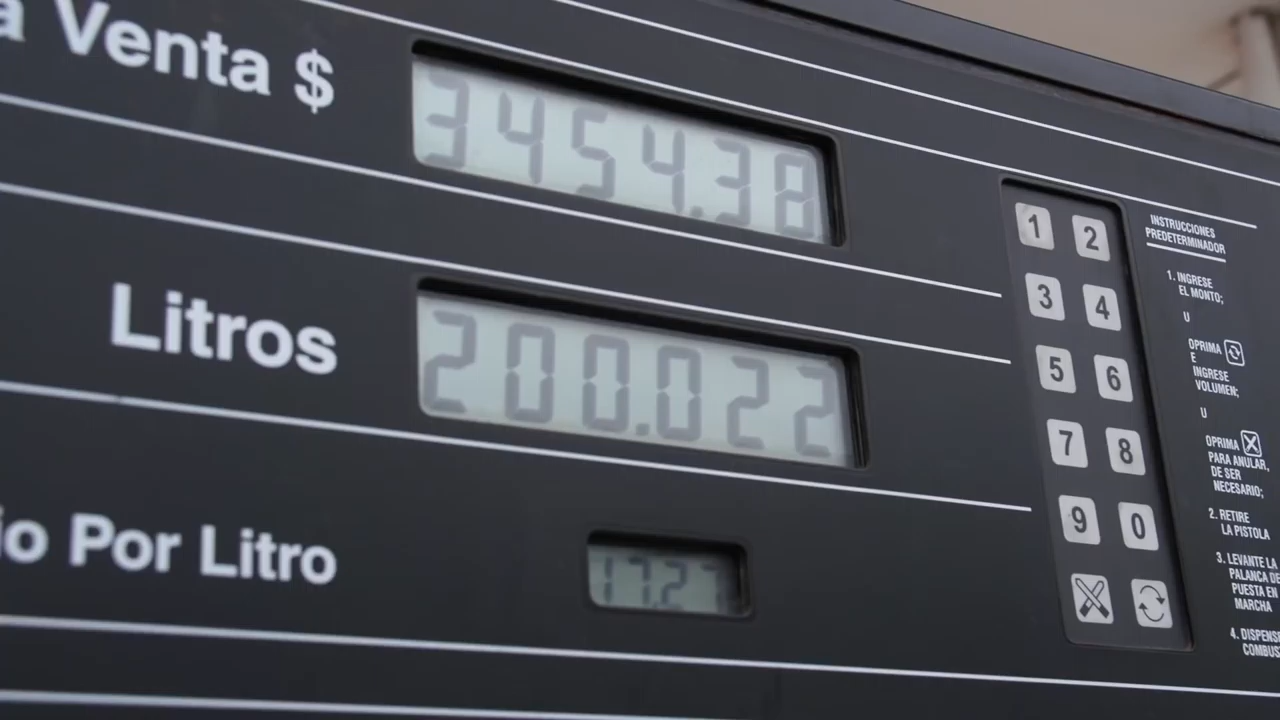 a Venta $
3454.38
Litros
200.022
io Por Litro
17.27
1 2
3 4
5 6
7 8
9 0
INSTRUCCIONES
PREDETERMINADOR
1. INGRESE
EL MONTO;
U
OPRIMA
E
INGRESE
VOLUMEN;
U
OPRIMA
PARA ANULAR,
DE SER
NECESARIO;
2. RETIRE
LA PISTOLA
3. LEVANTE LA
PALANCA DE
PUESTA EN
MARCHA
4. DISPENS
COMBUS